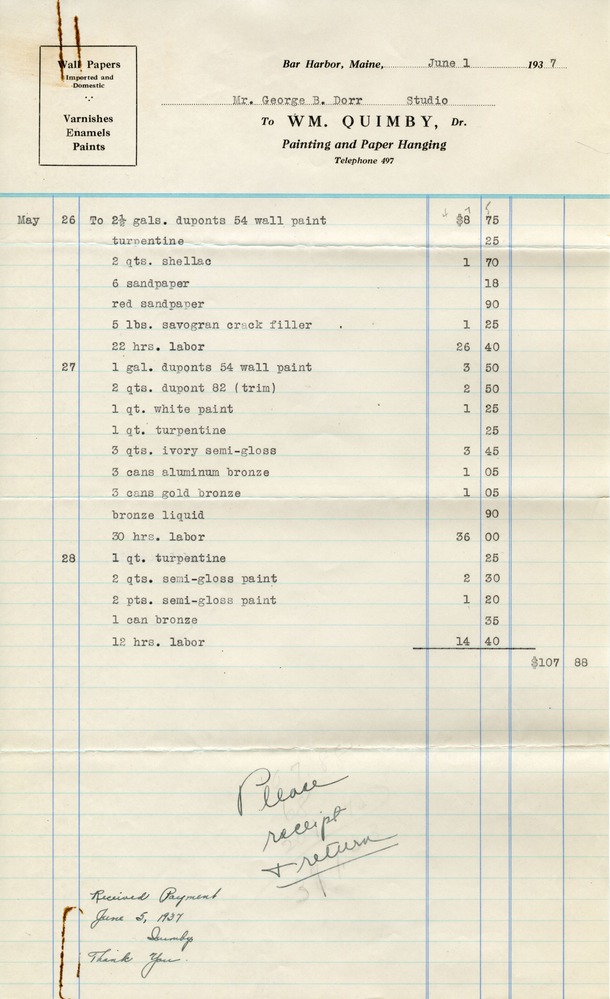 Wall Papers
Imported and
Domestic
Varnishes
Enamels
Paints
Bar Harbor, Maine, June 1 1937
Mr. George B. Dorr Studio
To WM. QUIMBY, Dr.
Painting and Paper Hanging
Telephone 497
May 26 To 2½ gals. duponts 54 wall paint $8 75
turpentine 25
2 qts. shellac 1 70
6 sandpaper 18
red sandpaper 90
5 lbs. savogran crack filler . 1 25
22 hrs. labor 26 40
27 1 gal. duponts 54 wall paint 3 50
2 qts. dupont 82 (trim) 2 50
1 qt. white paint 1 25
1 qt. turpentine 25
3 qts. ivory semi-gloss 3 45
3 cans aluminum bronze 1 05
3 cans gold bronze 1 05
bronze liquid 90
30 hrs. labor 36 00
28 1 qt. turpentine 25
2 qts. semi-gloss paint 2 30
2 pts. semi-gloss paint 1 20
1 can bronze 35
12 hrs. labor 14 40
$107 88
Please
receipt
+ return
Received Payment
June 5, 1937
Quimby
Thank You.